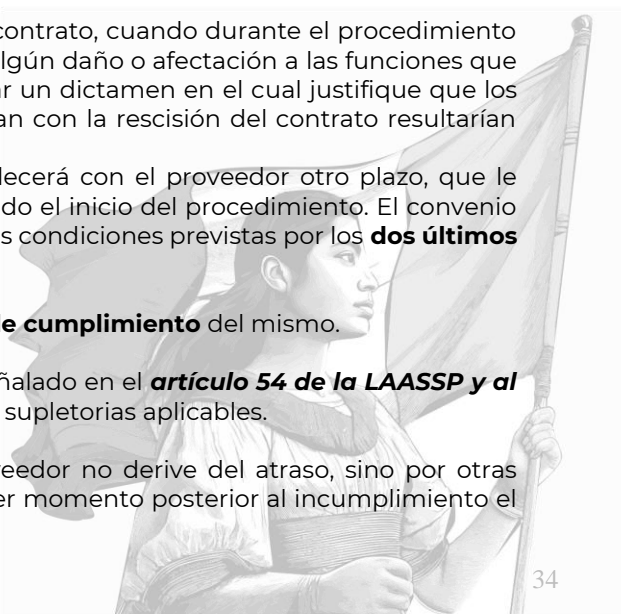 contrato, cuando durante el procedimiento
lgún daño o afectación a las funciones que
r un dictamen en el cual justifique que los
an con la rescisión del contrato resultarían
lecerá con el proveedor otro plazo, que le
do el inicio del procedimiento. El convenio
s condiciones previstas por los dos últimos
e cumplimiento del mismo.
ñalado en el artículo 54 de la LAASSP y al
supletorias aplicables.
eedor no derive del atraso, sino por otras
er momento posterior al incumplimiento el
34